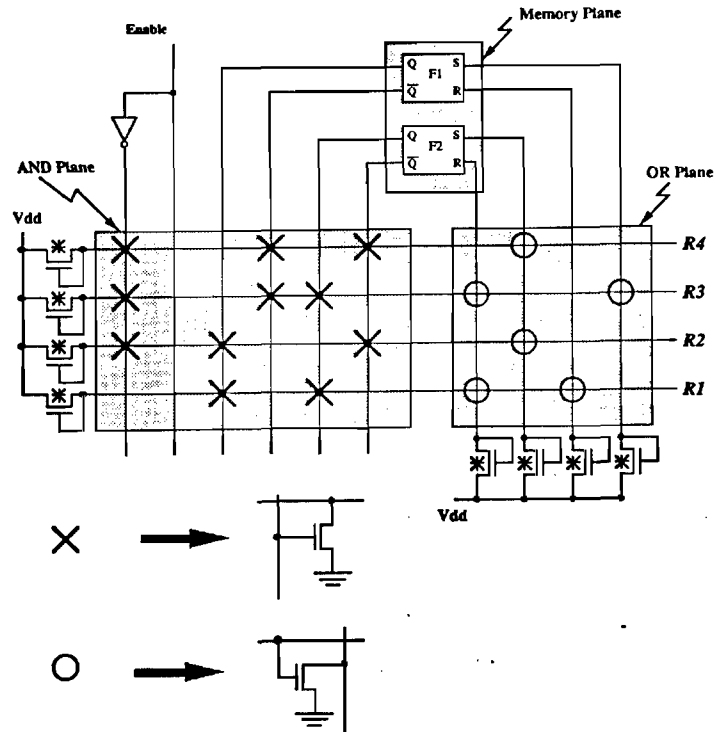 Memory Plane
Enable
Q F1 S
Q R
Q F2 S
Q R
AND Plane
OR Plane
Vdd
R4
R3
R2
R1
Vdd